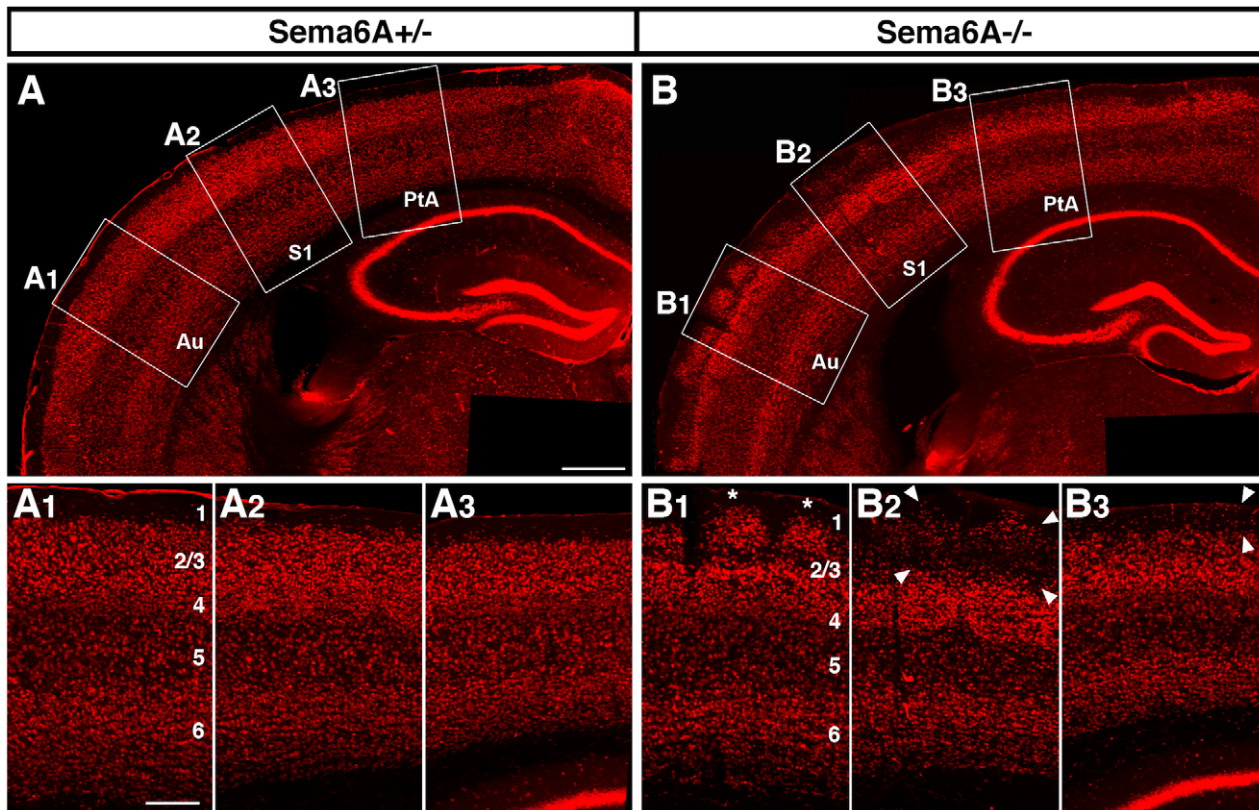 Sema6A+/- Sema6A-/-
A A3 B B3
A2 B2
PtA PtA
A1 S1 B1 S1
Au Au
A1 A2 A3 B1 * * B2 B3
1 1
2/3 2/3
4 4
5 5
6 6